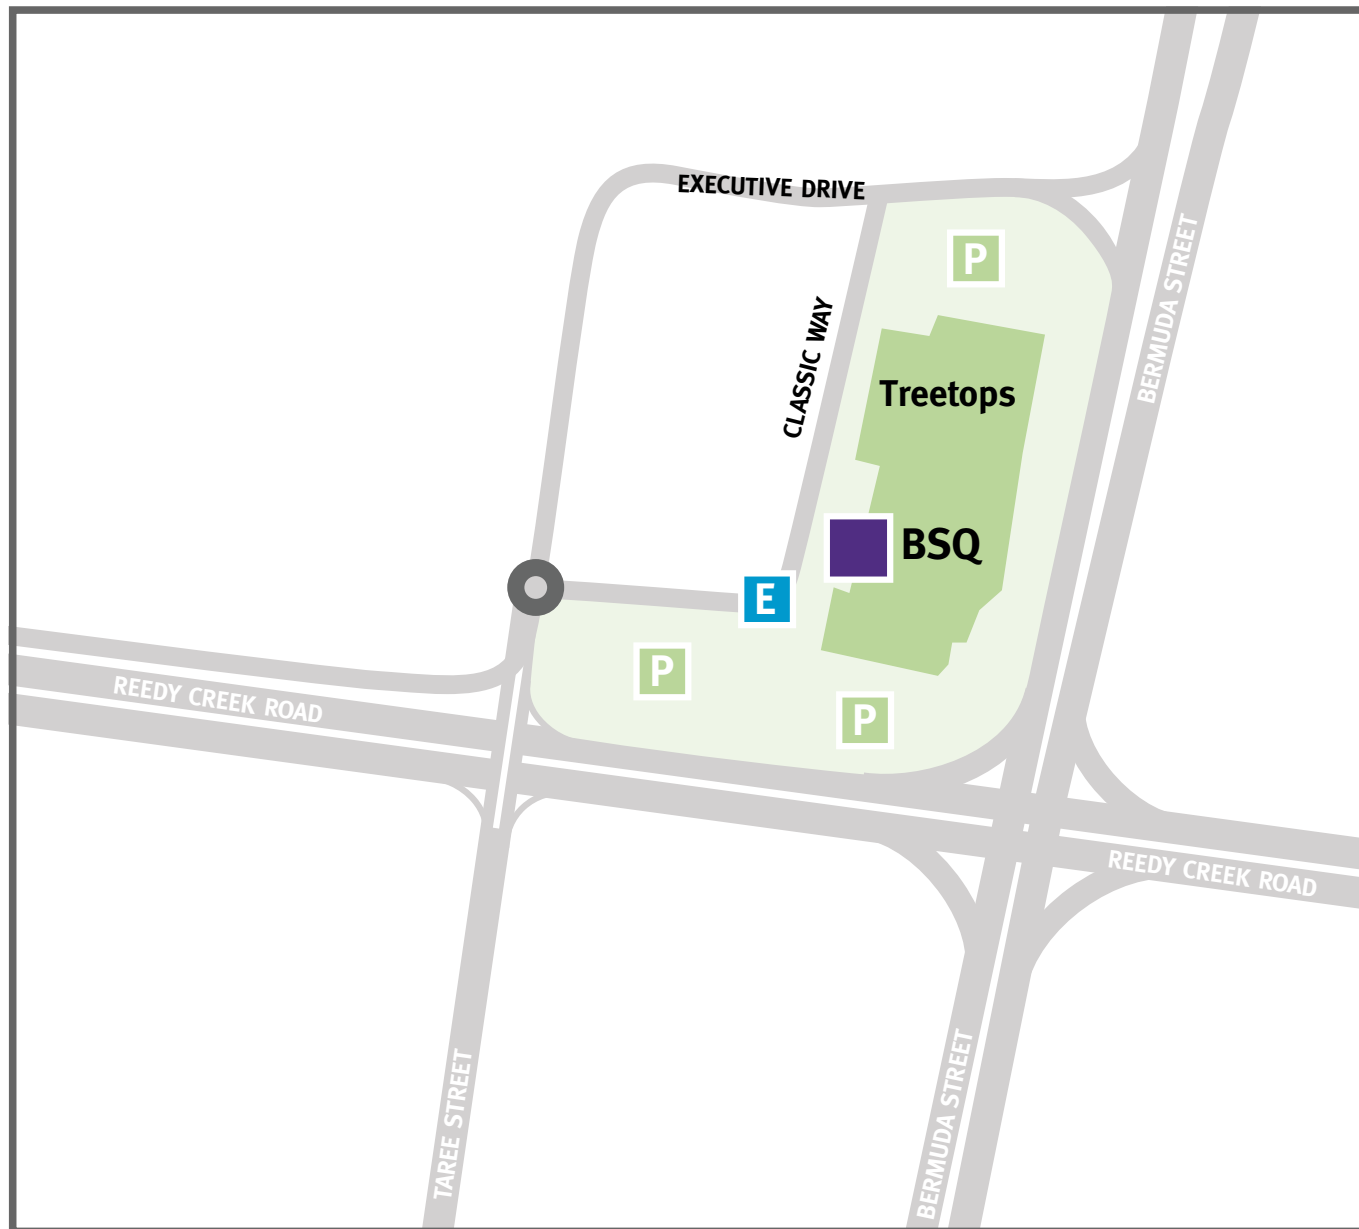 EXECUTIVE DRIVE
P
BERMUDA STREET
CLASSIC WAY
Treetops
BSQ
E
P
REEDY CREEK ROAD
P
REEDY CREEK ROAD
TAREE STREET
BERMUDA STREET